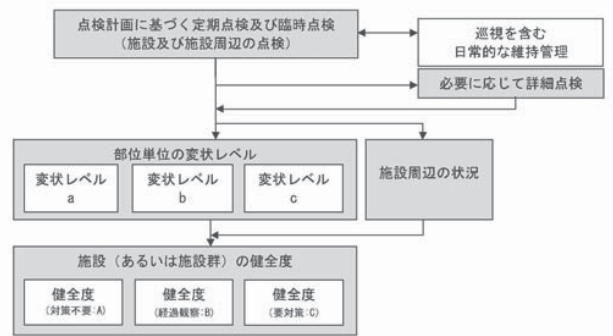 点検計画に基づく定期点検及び臨時点検
(施設及び施設周辺の点検)
巡視を含む
日常的な維持管理
必要に応じて詳細点検
部位単位の変状レベル
変状レベル
a
変状レベル
b
変状レベル
c
施設周辺の状況
施設(あるいは施設群)の健全度
健全度
(対策不要:A)
健全度
(経過観察:B)
健全度
(要対策:C)